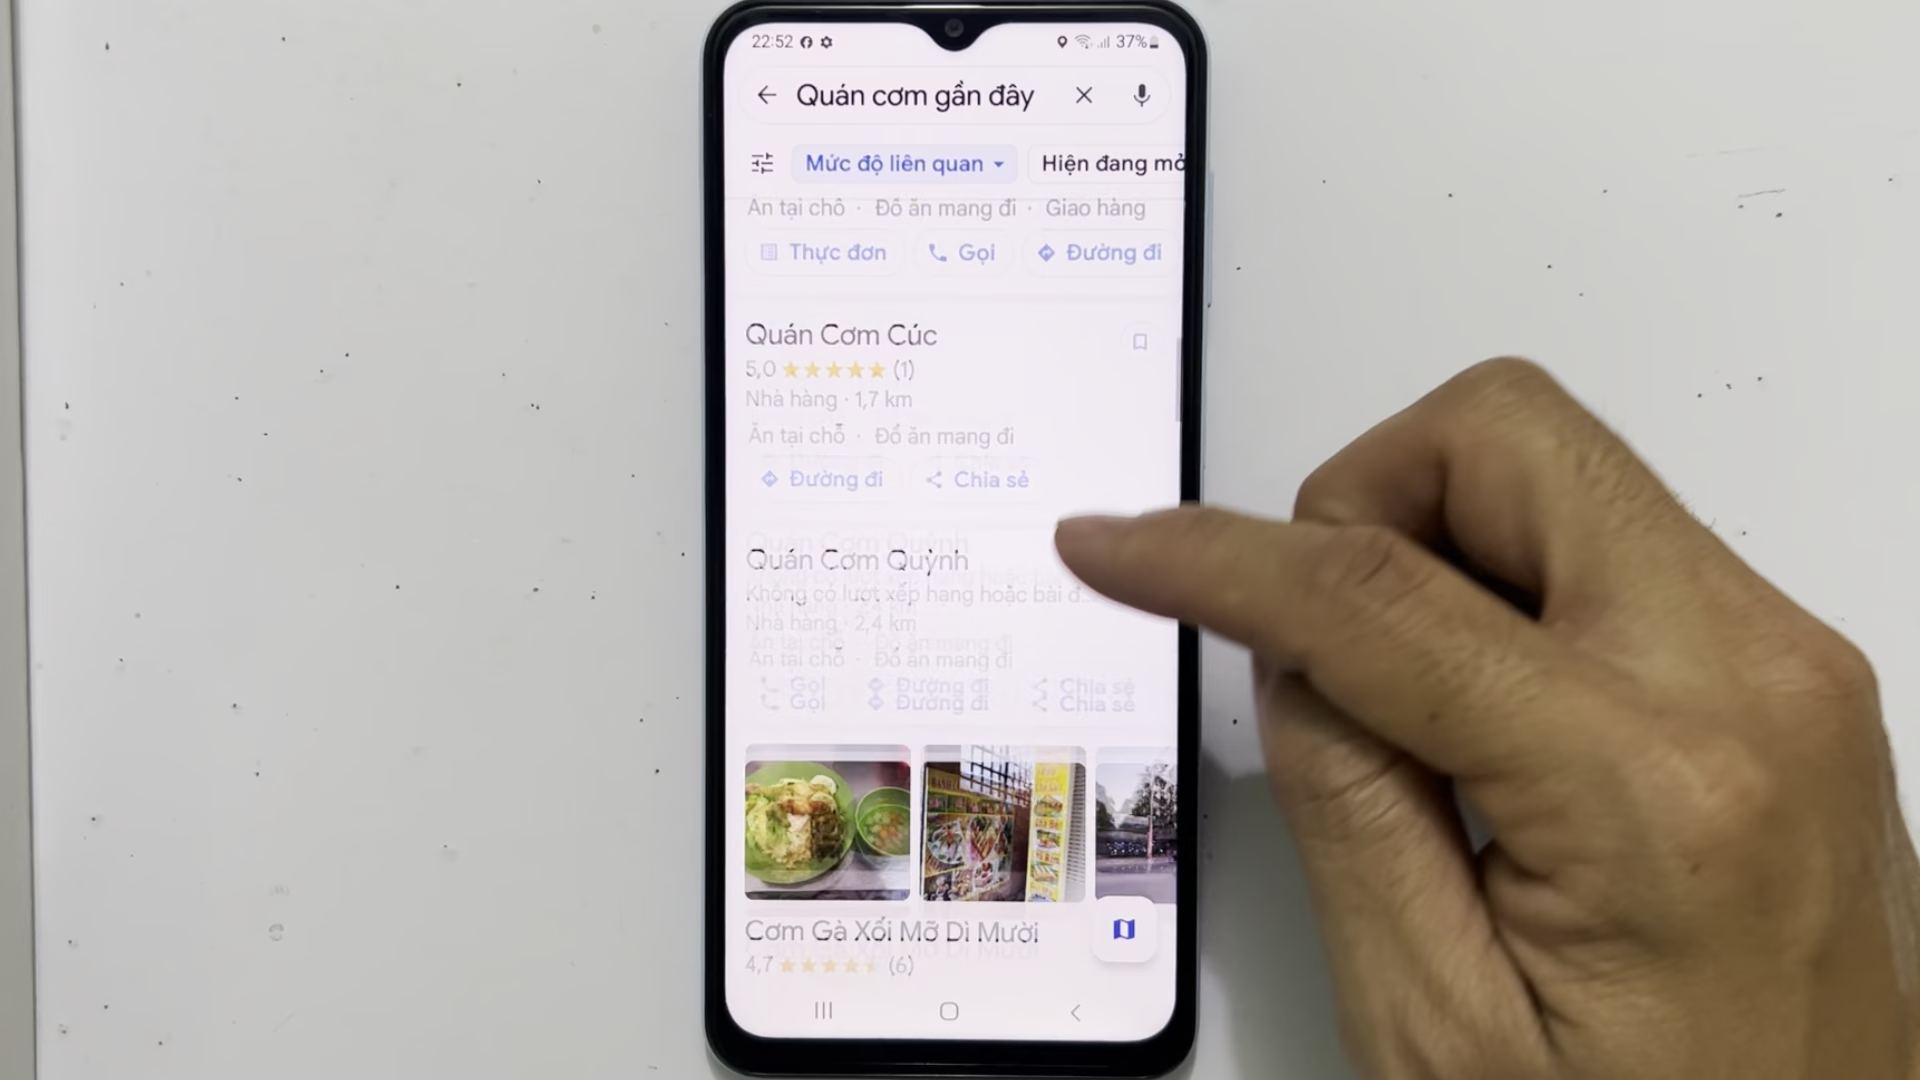 22:52 37%
Quán cơm gần đây
Mức độ liên quan Hiện đang mở
Ăn tại chỗ · Đồ ăn mang đi · Giao hàng
Thực đơn Gọi Đường đi
Quán Cơm Cúc
5,0 (1)
Nhà hàng · 1,7 km
Ăn tại chỗ · Đồ ăn mang đi
Đường đi Chia sẻ
Quán Cơm Quỳnh
Không có lượt xếp hạng hoặc bài đ...
Nhà hàng · 2,4 km
Ăn tại chỗ · Đồ ăn mang đi
Gọi Đường đi Chia sẻ
Cơm Gà Xối Mỡ Dì Mười
4,7 (6)